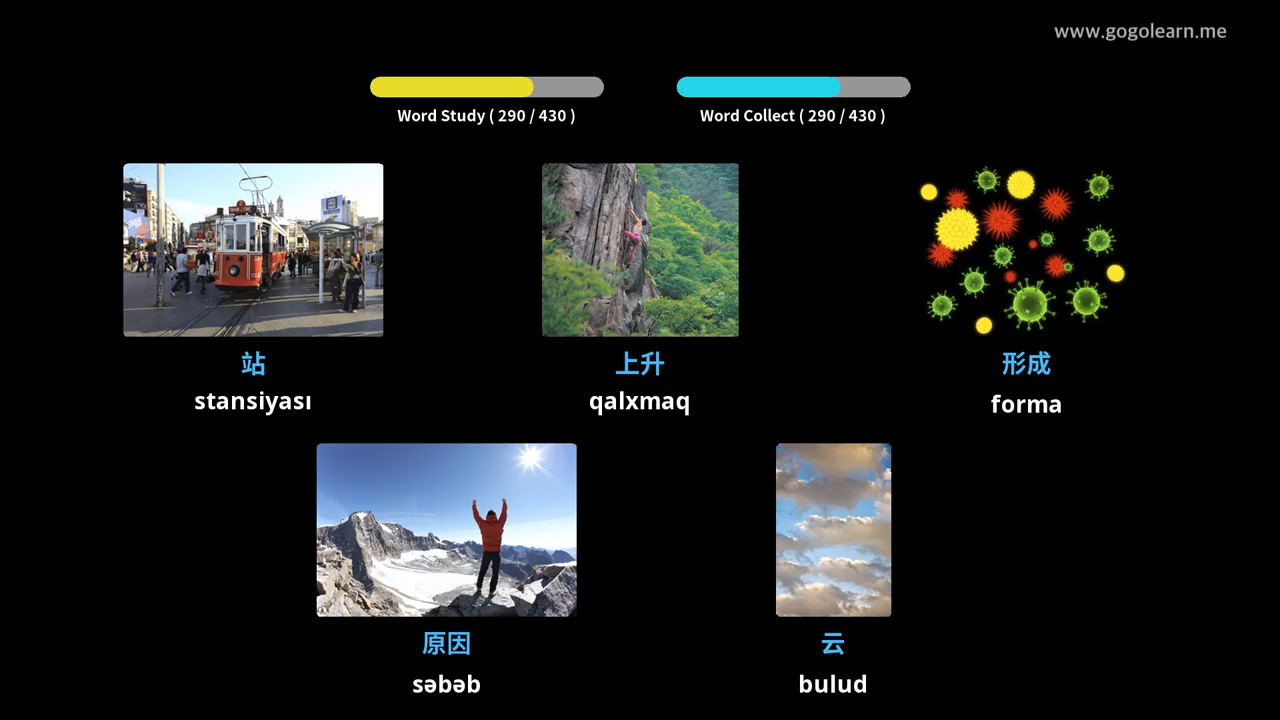 www.gogolearn.me
Word Study ( 290 / 430 )
Word Collect ( 290 / 430 )
站
stansiyası
上升
qalxmaq
形成
forma
原因
səbəb
云
bulud